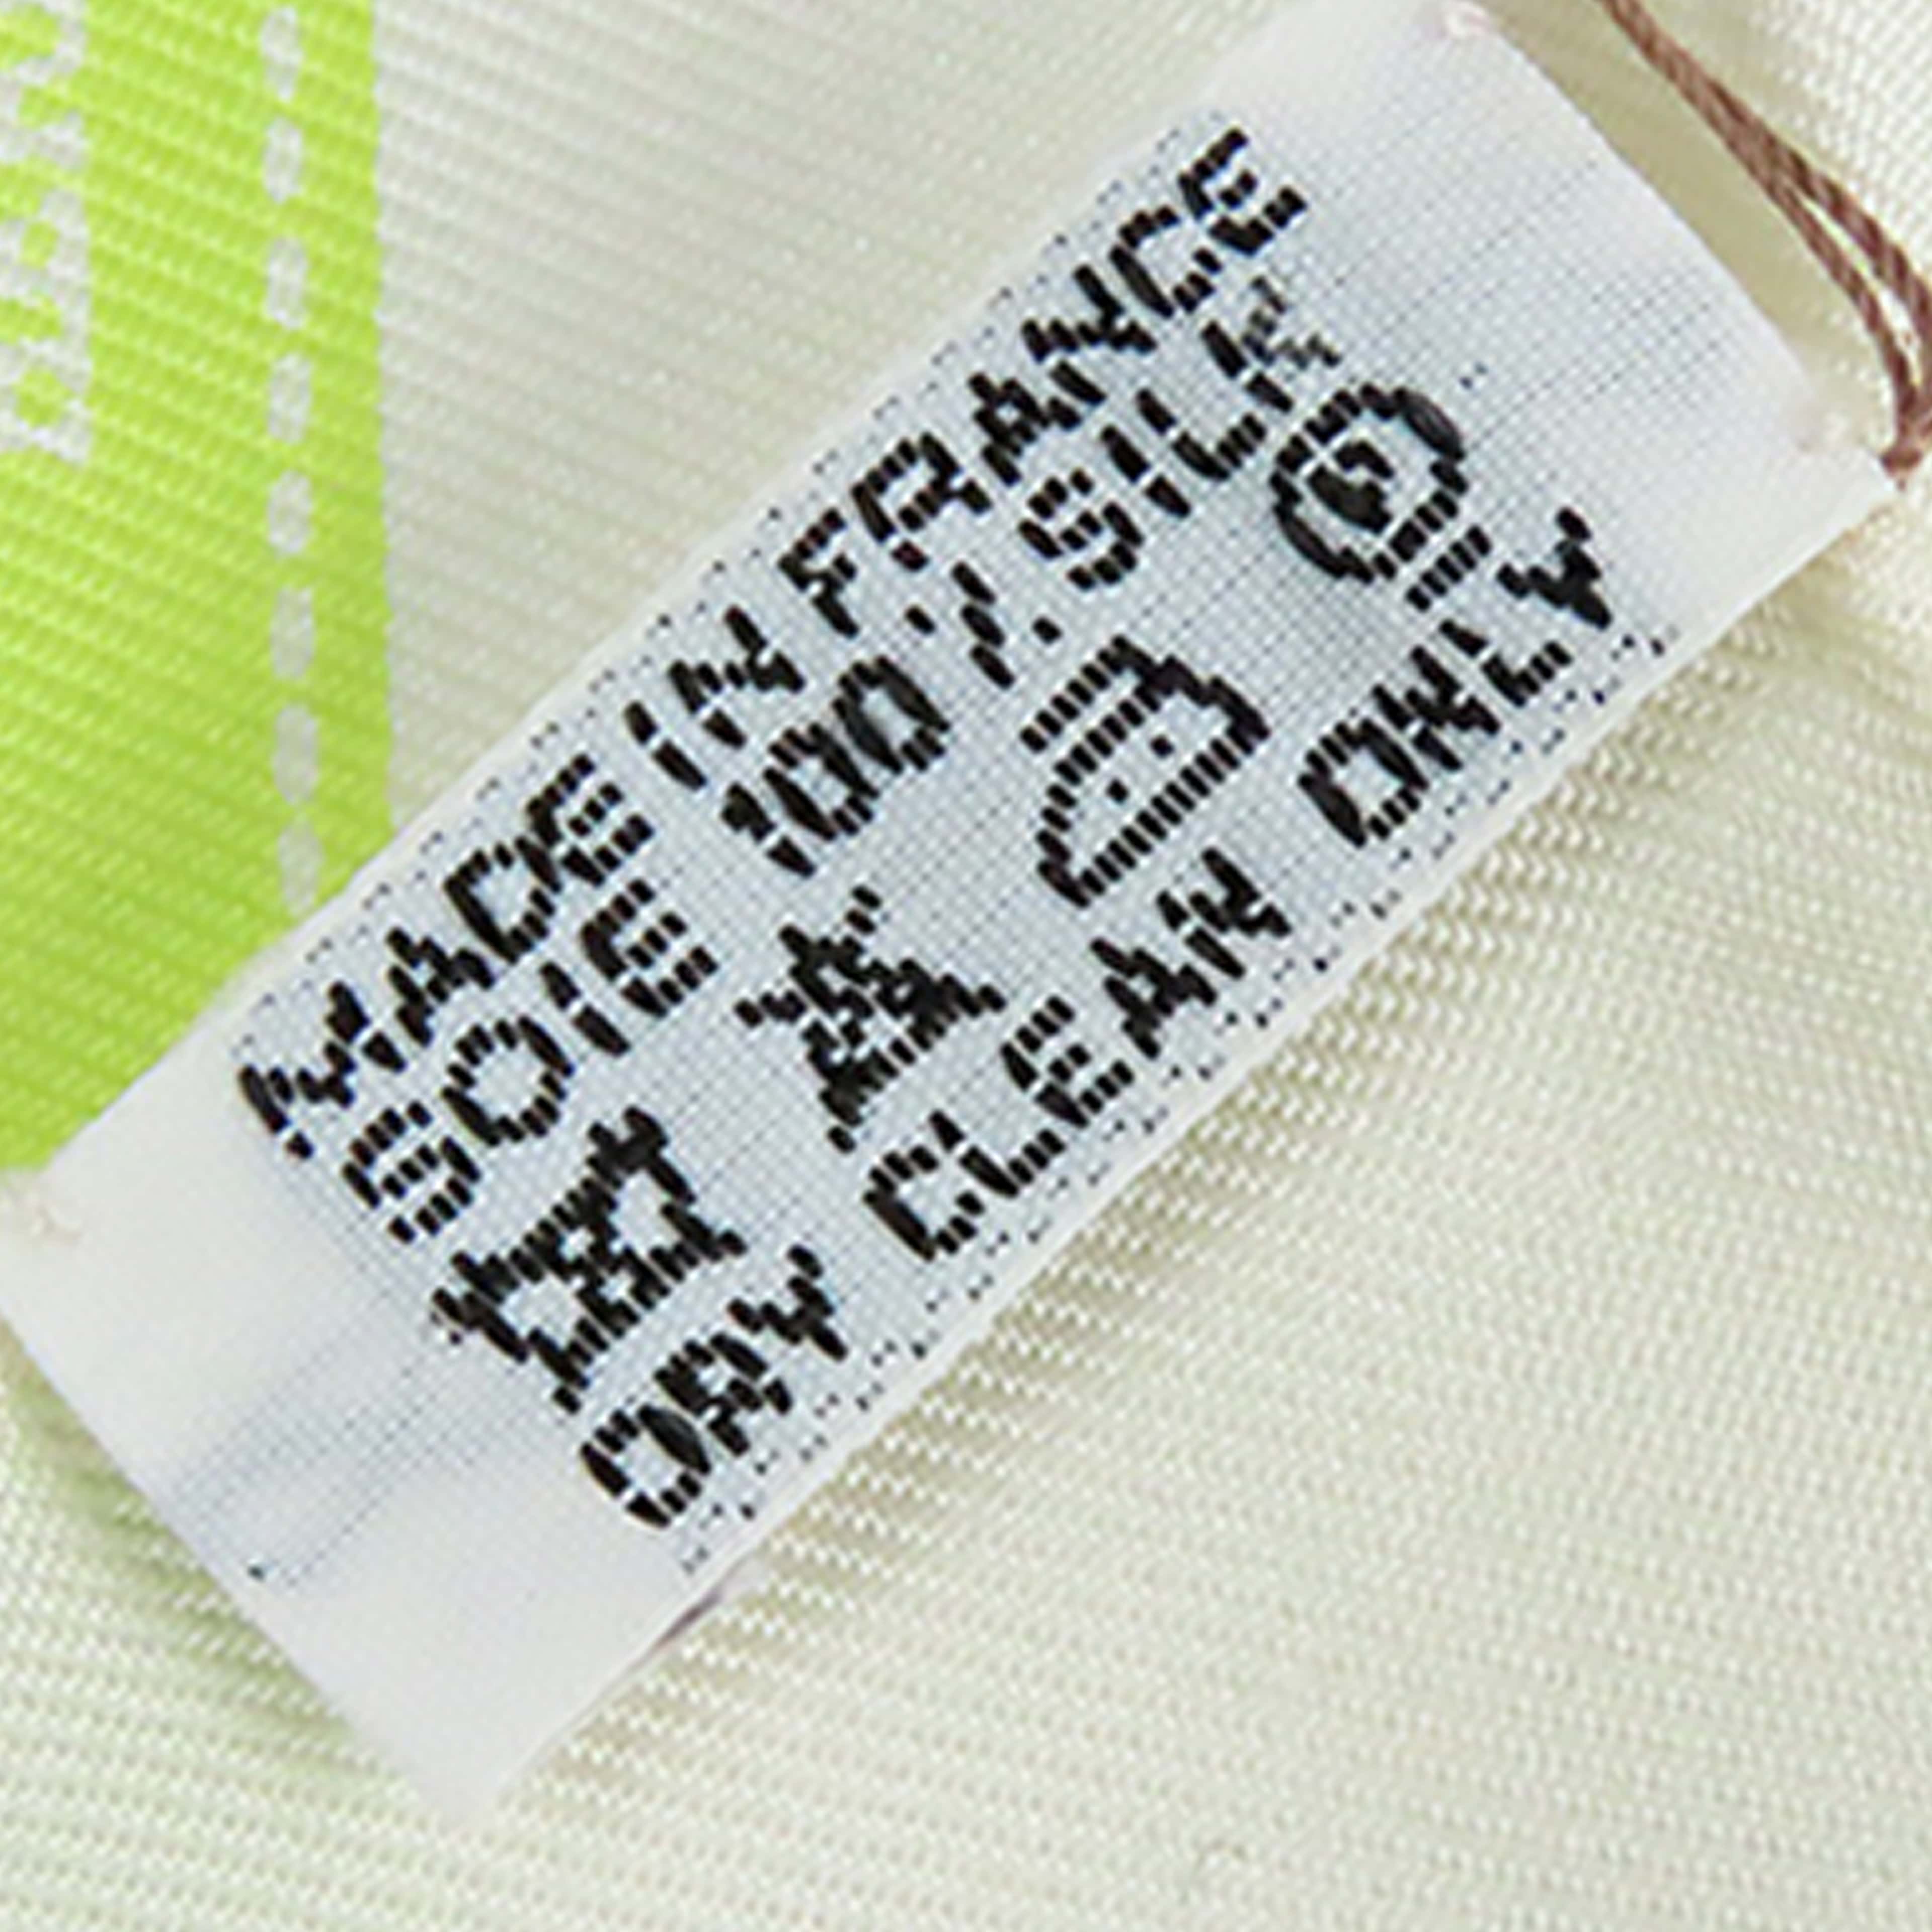 MADE IN FRANCE
SOIE 100% SILK
P
DRY CLEAN ONLY